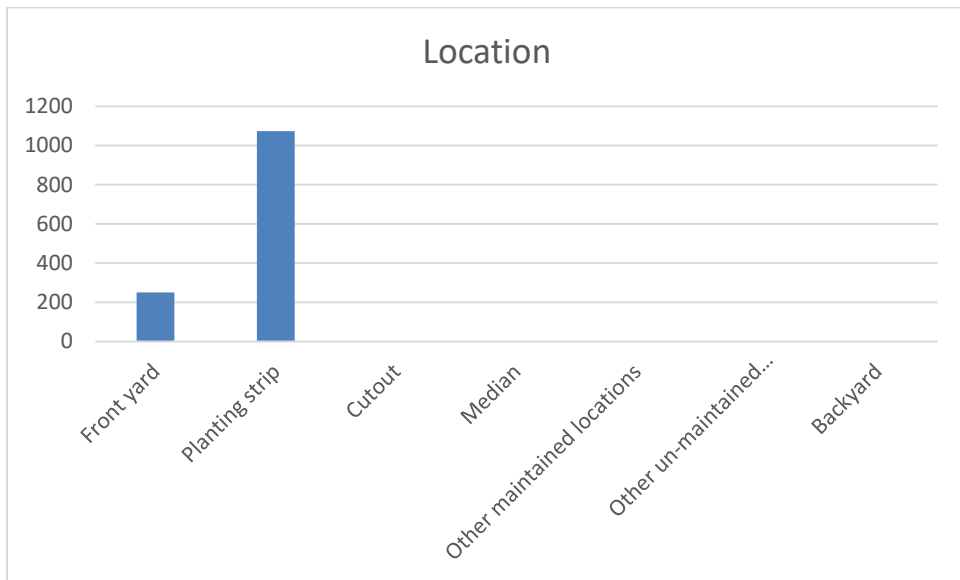 Location
1200
1000
800
600
400
200
0
Front yard
Planting strip
Cutout
Median
Other maintained locations
Other un-maintained...
Backyard